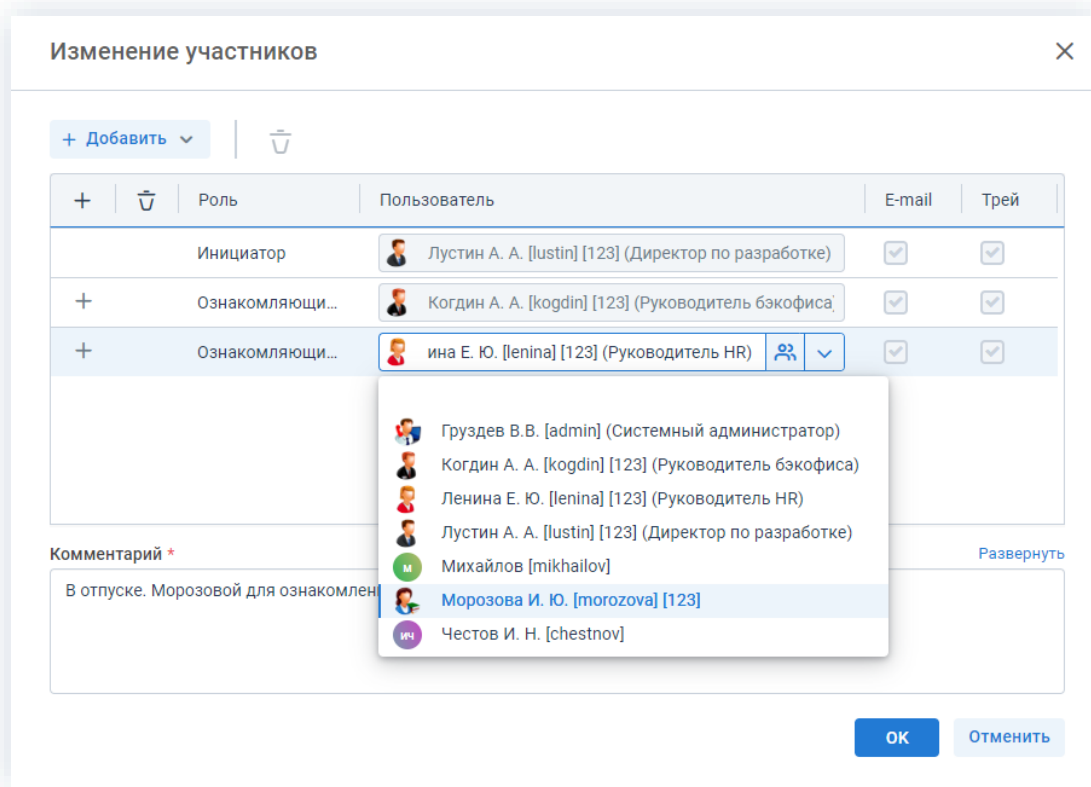 Изменение участников
+ Добавить
Роль Пользователь E-mail Трей
Инициатор Лустин А. А. [lustin] [123] (Директор по разработке)
Ознакомляющи... Когдин А. А. [kogdin] [123] (Руководитель бэкофиса)
Ознакомляющи... ина Е. Ю. [lenina] [123] (Руководитель HR)
Груздев В.В. [admin] (Системный администратор)
Когдин А. А. [kogdin] [123] (Руководитель бэкофиса)
Ленина Е. Ю. [lenina] [123] (Руководитель HR)
Лустин А. А. [lustin] [123] (Директор по разработке)
М Михайлов [mikhailov]
Морозова И. Ю. [morozova] [123]
ИЧ Честов И. Н. [chestnov]
Комментарий * Развернуть
В отпуске. Морозовой для ознакомлен
ОК Отменить